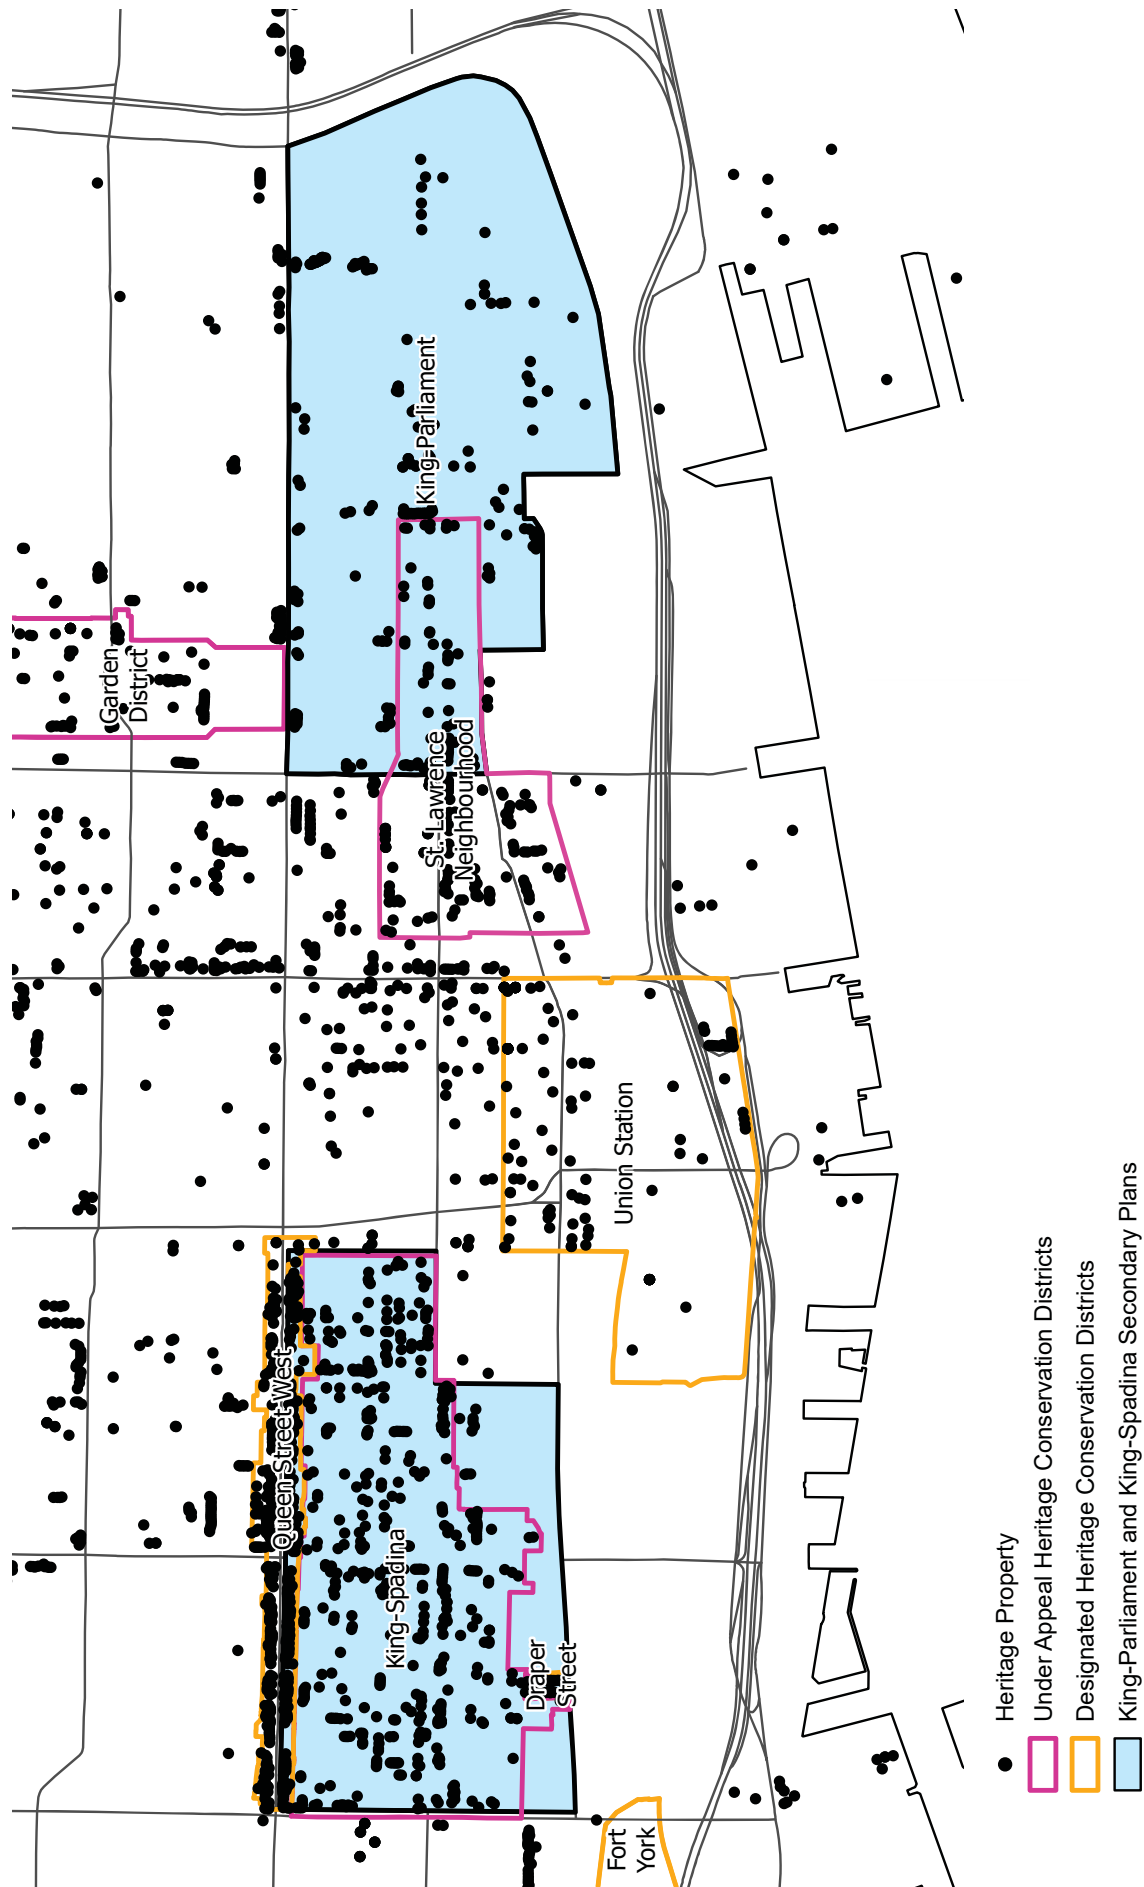 Garden
District
King-Parliament
St. Lawrence
Neighbourhood
Union Station
Queen Street West
King-Spadina
Draper
Street
Fort
York
Heritage Property
Under Appeal Heritage Conservation Districts
Designated Heritage Conservation Districts
King-Parliament and King-Spadina Secondary Plans